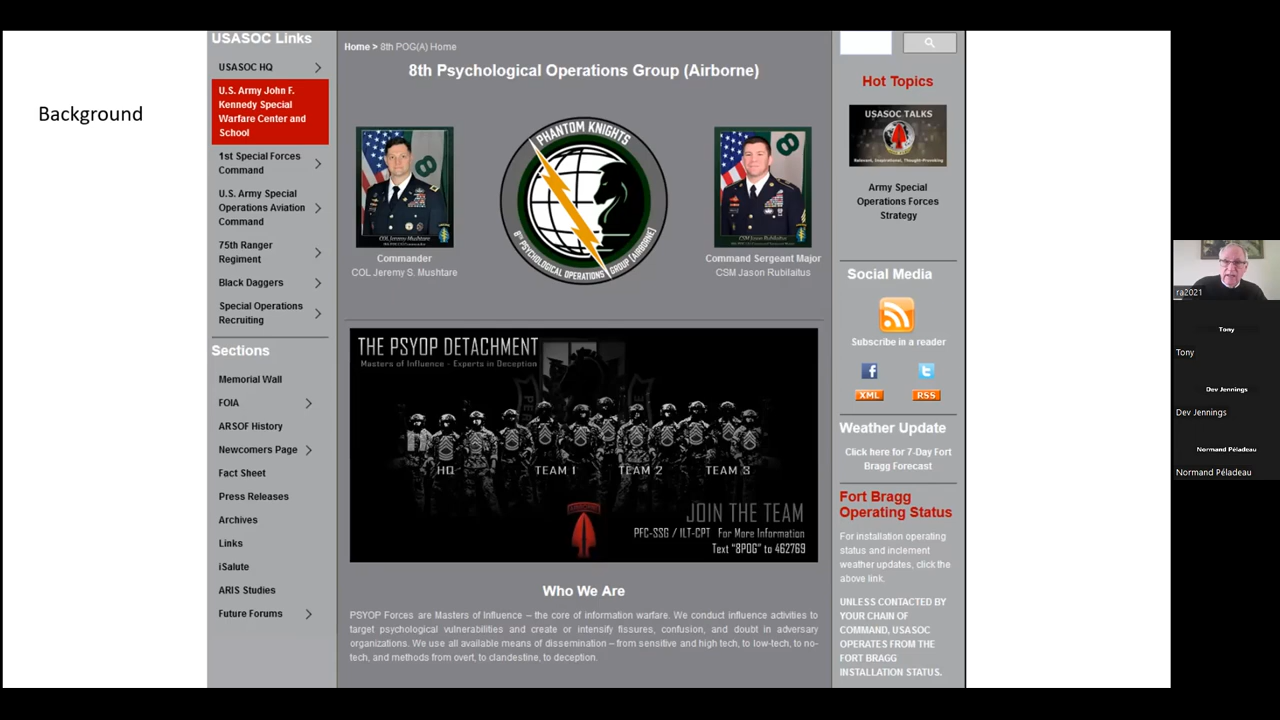 Background
USASOC Links
USASOC HQ
U.S. Army John F.
Kennedy Special
Warfare Center and
School
1st Special Forces
Command
U.S. Army Special
Operations Aviation
Command
75th Ranger
Regiment
Black Daggers
Special Operations
Recruiting
Sections
Memorial Wall
FOIA
ARSOF History
Newcomers Page
Fact Sheet
Press Releases
Archives
Links
iSalute
ARIS Studies
Future Forums
Home > 8th POG(A) Home
8th Psychological Operations Group (Airborne)
COL Jeremy Mushtare
Commander
COL Jeremy S. Mushtare
PHANTOM KNIGHTS
8TH PSYCHOLOGICAL OPERATIONS GROUP (AIRBORNE)
8
CSM Jason Rubilaitus
Command Sergeant Major
CSM Jason Rubilaitus
THE PSYOP DETACHMENT
Masters of Influence - Experts in Deception
HQ TEAM 1 TEAM 2 TEAM 3
JOIN THE TEAM
PFC-SSG / 1LT-CPT For More Information
Text "8POG" to 462769
Who We Are
PSYOP Forces are Masters of Influence – the core of information warfare. We conduct influence activities to
target psychological vulnerabilities and create or intensify fissures, confusion, and doubt in adversary
organizations. We use all available means of dissemination – from sensitive and high tech, to low-tech, to no-
tech, and methods from overt, to clandestine, to deception.
Hot Topics
USASOC TALKS
Army Special
Operations Forces
Strategy
Social Media
Subscribe in a reader
XML RSS
Weather Update
Click here for 7-Day Fort
Bragg Forecast
Fort Bragg
Operating Status
For installation operating
status and inclement
weather updates, click the
above link.
UNLESS CONTACTED BY
YOUR CHAIN OF
COMMAND, USASOC
OPERATES FROM THE
FORT BRAGG
INSTALLATION STATUS.
ra2021
Tony
Tony
Dev Jennings
Dev Jennings
Normand Péladeau
Normand Péladeau